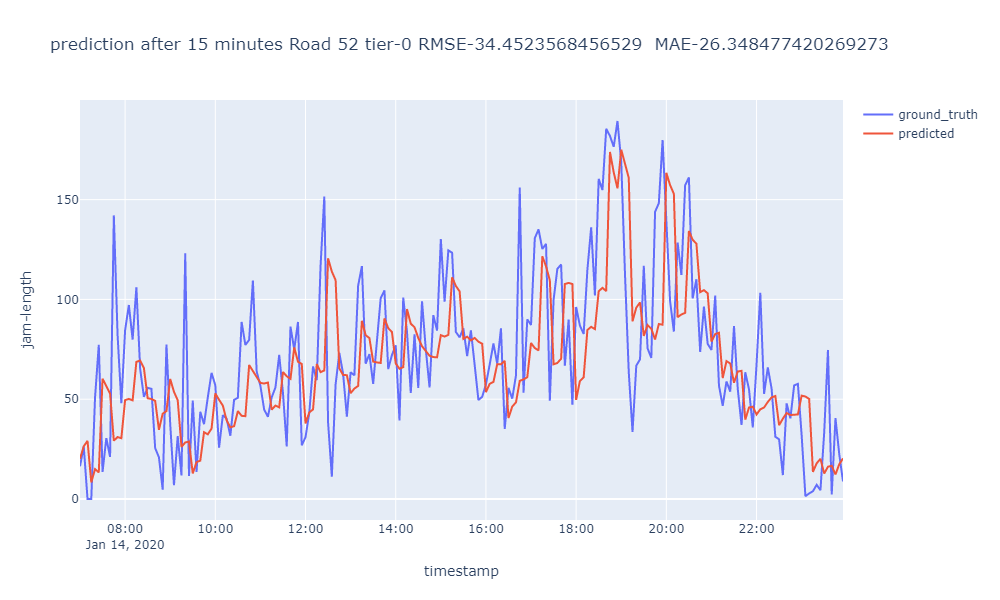 prediction after 15 minutes Road 52 tier-0 RMSE-34.4523568456529  MAE-26.348477420269273
ground_truth
predicted
jam-length
150
100
50
0
08:00 10:00 12:00 14:00 16:00 18:00 20:00 22:00
Jan 14, 2020
timestamp